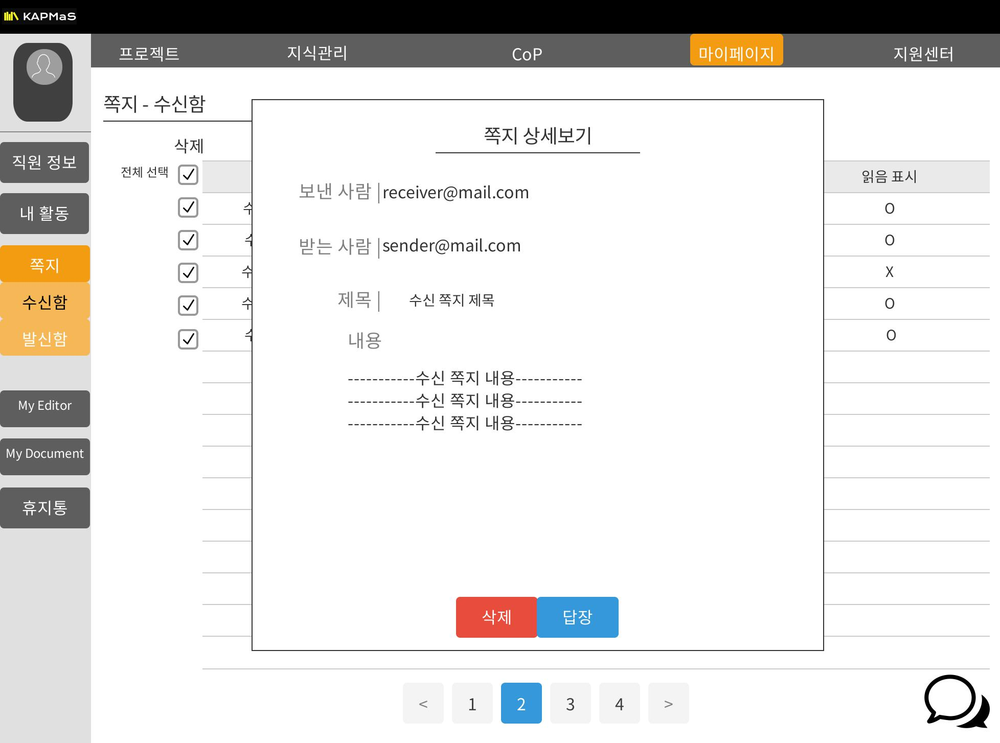 KAPMaS
프로젝트
지식관리
CoP
마이페이지
지원센터
직원 정보
내 활동
쪽지
수신함
발신함
My Editor
My Document
휴지통
쪽지 - 수신함
삭제
전체 선택
읽음 표시
O
O
X
O
O
쪽지 상세보기
보낸 사람 | receiver@mail.com
받는 사람 | sender@mail.com
제목 | 수신 쪽지 제목
내용
-----------수신 쪽지 내용-----------
-----------수신 쪽지 내용-----------
-----------수신 쪽지 내용-----------
삭제
답장
< 1 2 3 4 >